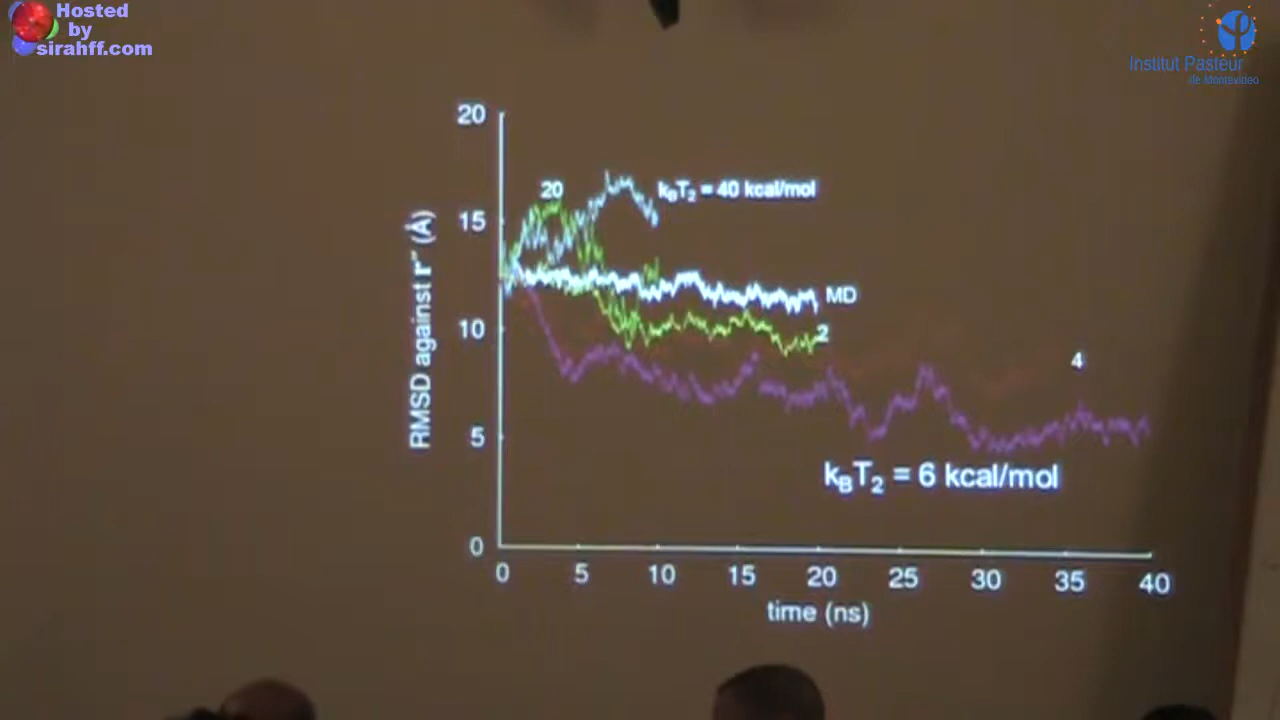 Hosted
by
sirahff.com
Institut Pasteur
de Montevideo
20
15
10
5
0
RMSD against r'' (Å)
20
kBT2 = 40 kcal/mol
MD
2
4
kBT2 = 6 kcal/mol
0 5 10 15 20 25 30 35 40
time (ns)